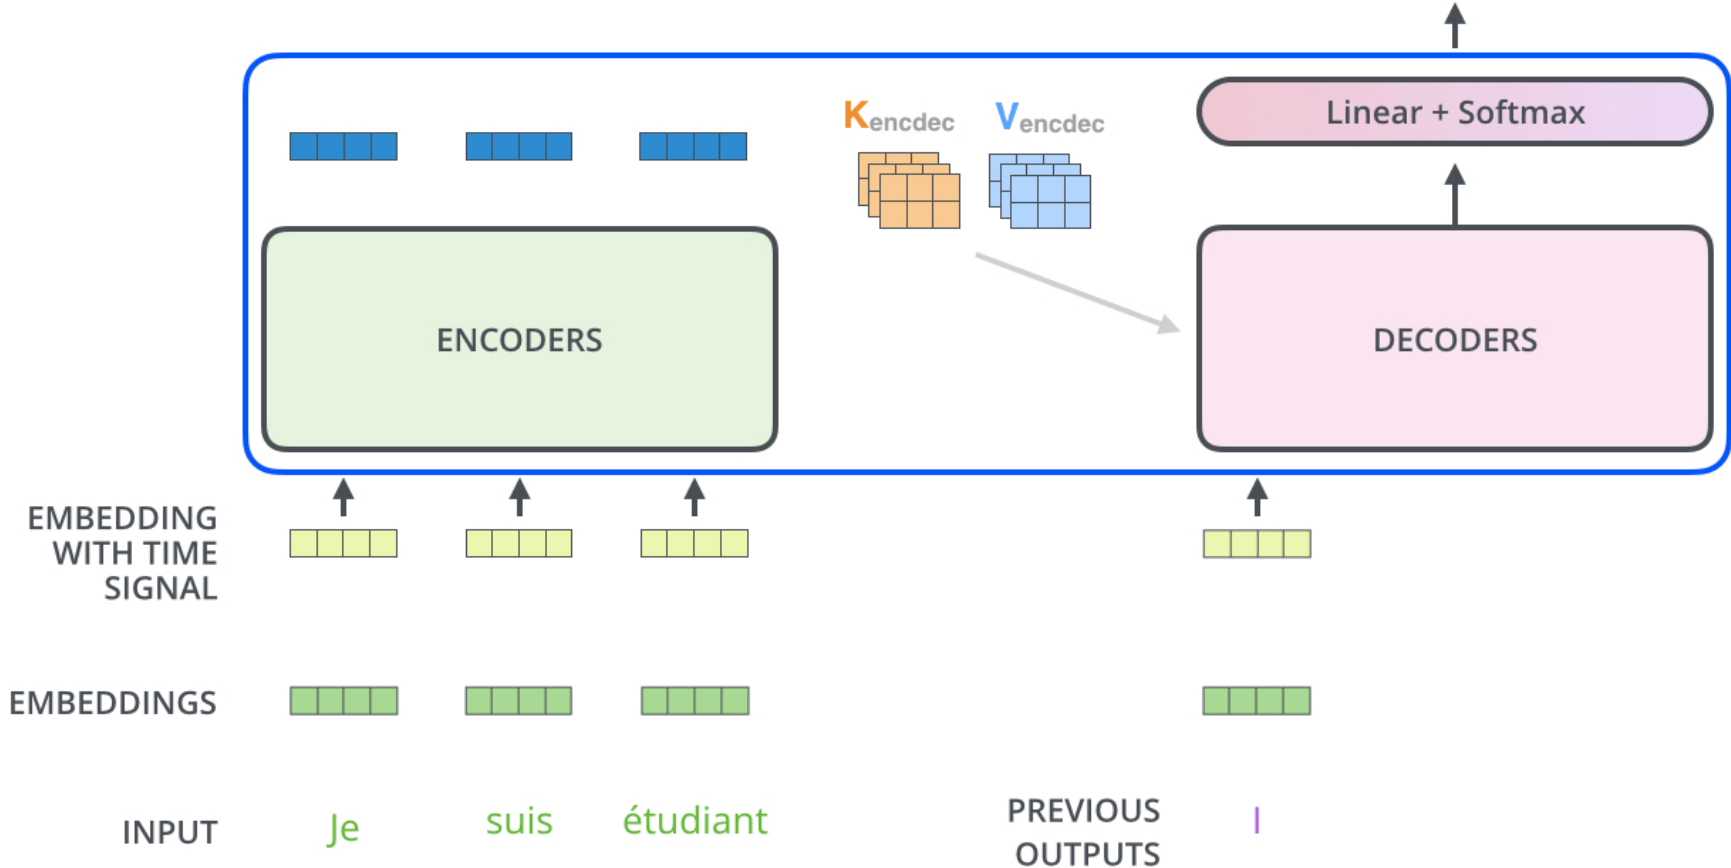 Kencdec
Vencdec
Linear + Softmax
ENCODERS
DECODERS
EMBEDDING
WITH TIME
SIGNAL
EMBEDDINGS
INPUT
Je suis étudiant
PREVIOUS
OUTPUTS
I